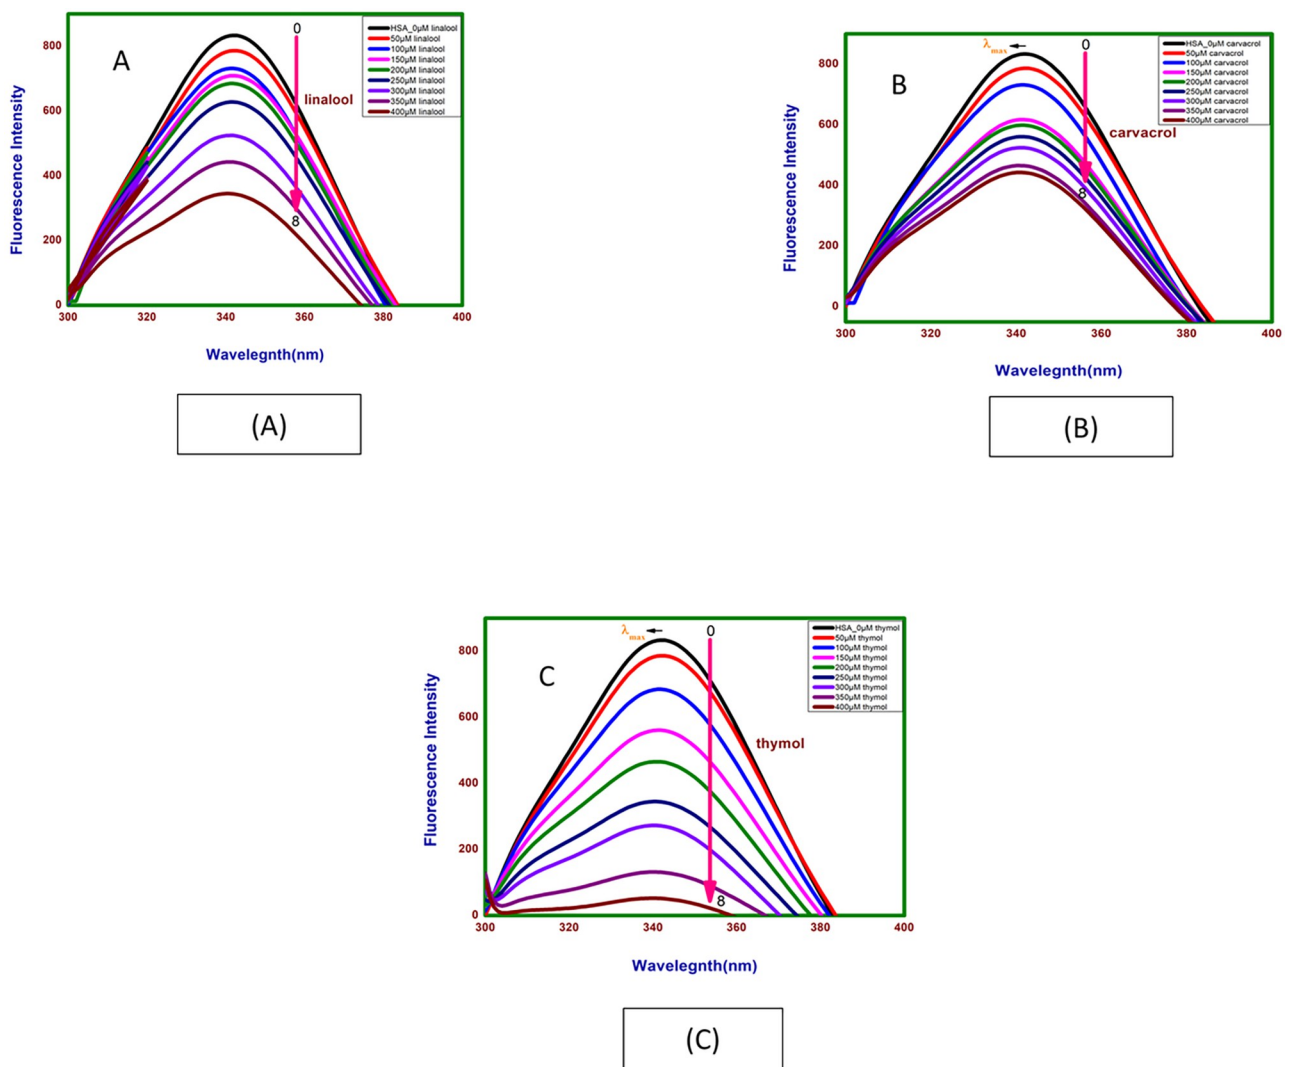 A
0
HSA_0μM linalool
50μM linalool
100μM linalool
150μM linalool
200μM linalool
250μM linalool
300μM linalool
350μM linalool
400μM linalool
linalool
8
800
600
400
200
0
300 320 340 360 380 400
Fluorescence Intensity
Wavelegnth(nm)
(A)
B
λmax
0
HSA_0μM carvacrol
50μM carvacrol
100μM carvacrol
150μM carvacrol
200μM carvacrol
250μM carvacrol
300μM carvacrol
350μM carvacrol
400μM carvacrol
carvacrol
8
800
600
400
200
0
300 320 340 360 380 400
Fluorescence Intensity
Wavelegnth(nm)
(B)
C
λmax
0
HSA_0μM thymol
50μM thymol
100μM thymol
150μM thymol
200μM thymol
250μM thymol
300μM thymol
350μM thymol
400μM thymol
thymol
8
800
600
400
200
0
300 320 340 360 380 400
Fluorescence Intensity
Wavelegnth(nm)
(C)